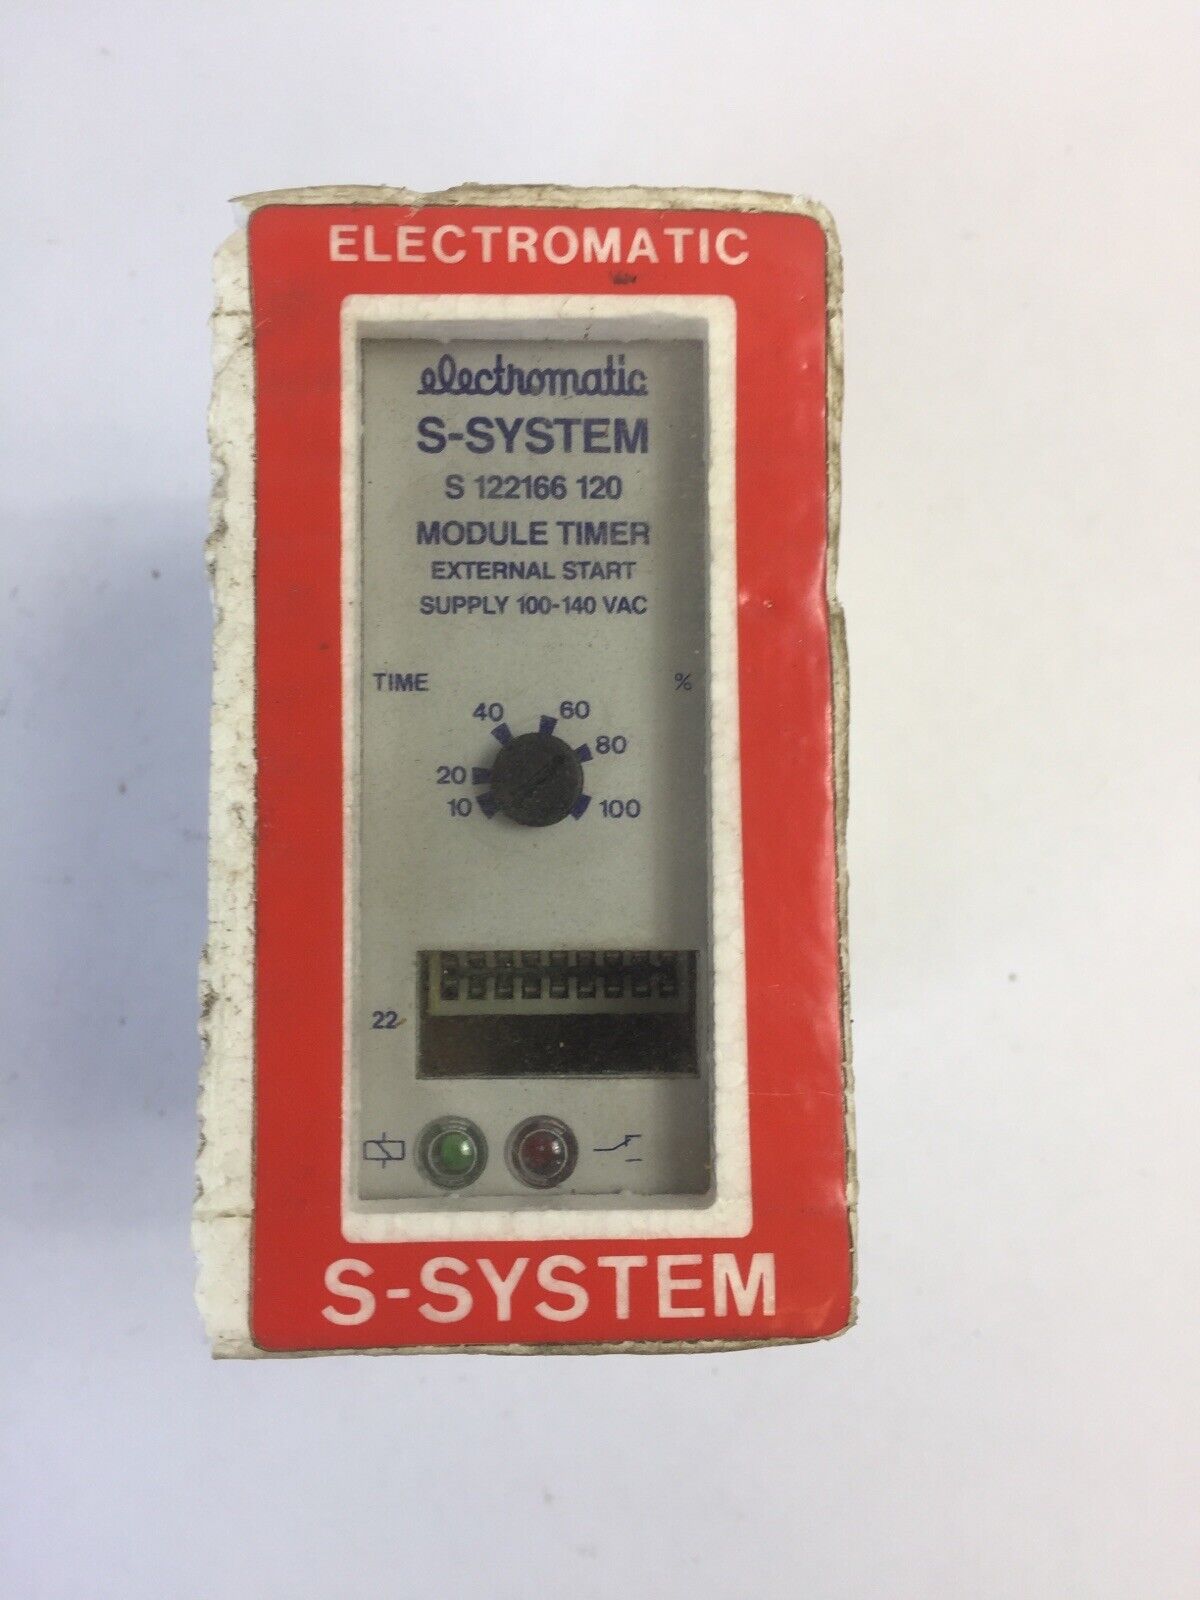 ELECTROMATIC
electromatic
S-SYSTEM
S 122166 120
MODULE TIMER
EXTERNAL START
SUPPLY 100-140 VAC
TIME %
40 60
20 80
10 100
22
S-SYSTEM